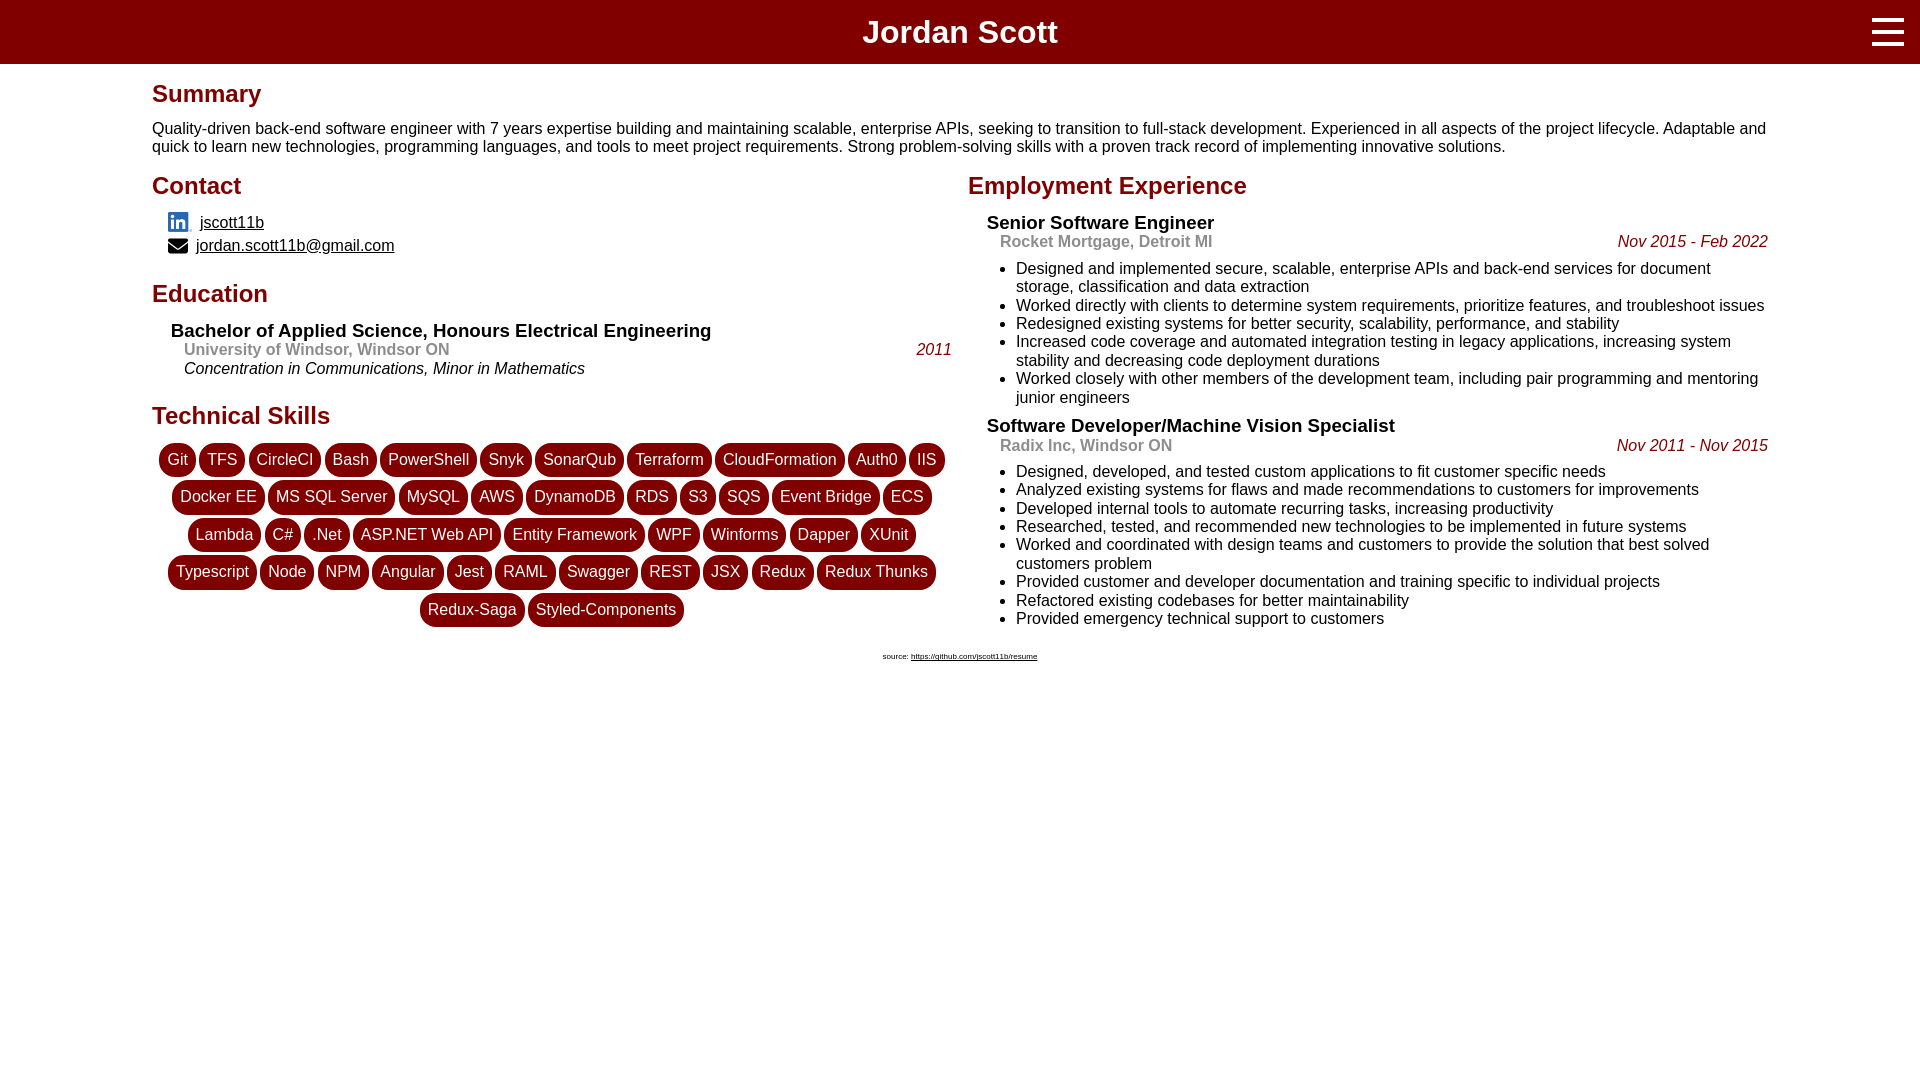 Jordan Scott
Summary
Quality-driven back-end software engineer with 7 years expertise building and maintaining scalable, enterprise APIs, seeking to transition to full-stack development. Experienced in all aspects of the project lifecycle. Adaptable and
quick to learn new technologies, programming languages, and tools to meet project requirements. Strong problem-solving skills with a proven track record of implementing innovative solutions.
Contact
jscott11b
jordan.scott11b@gmail.com
Education
Bachelor of Applied Science, Honours Electrical Engineering
University of Windsor, Windsor ON 2011
Concentration in Communications, Minor in Mathematics
Technical Skills
Git TFS CircleCI Bash PowerShell Snyk SonarQub Terraform CloudFormation Auth0 IIS
Docker EE MS SQL Server MySQL AWS DynamoDB RDS S3 SQS Event Bridge ECS
Lambda C# .Net ASP.NET Web API Entity Framework WPF Winforms Dapper XUnit
Typescript Node NPM Angular Jest RAML Swagger REST JSX Redux Redux Thunks
Redux-Saga Styled-Components
Employment Experience
Senior Software Engineer
Rocket Mortgage, Detroit MI Nov 2015 - Feb 2022
• Designed and implemented secure, scalable, enterprise APIs and back-end services for document
storage, classification and data extraction
• Worked directly with clients to determine system requirements, prioritize features, and troubleshoot issues
• Redesigned existing systems for better security, scalability, performance, and stability
• Increased code coverage and automated integration testing in legacy applications, increasing system
stability and decreasing code deployment durations
• Worked closely with other members of the development team, including pair programming and mentoring
junior engineers
Software Developer/Machine Vision Specialist
Radix Inc, Windsor ON Nov 2011 - Nov 2015
• Designed, developed, and tested custom applications to fit customer specific needs
• Analyzed existing systems for flaws and made recommendations to customers for improvements
• Developed internal tools to automate recurring tasks, increasing productivity
• Researched, tested, and recommended new technologies to be implemented in future systems
• Worked and coordinated with design teams and customers to provide the solution that best solved
customers problem
• Provided customer and developer documentation and training specific to individual projects
• Refactored existing codebases for better maintainability
• Provided emergency technical support to customers
source: https://github.com/jscott11b/resume